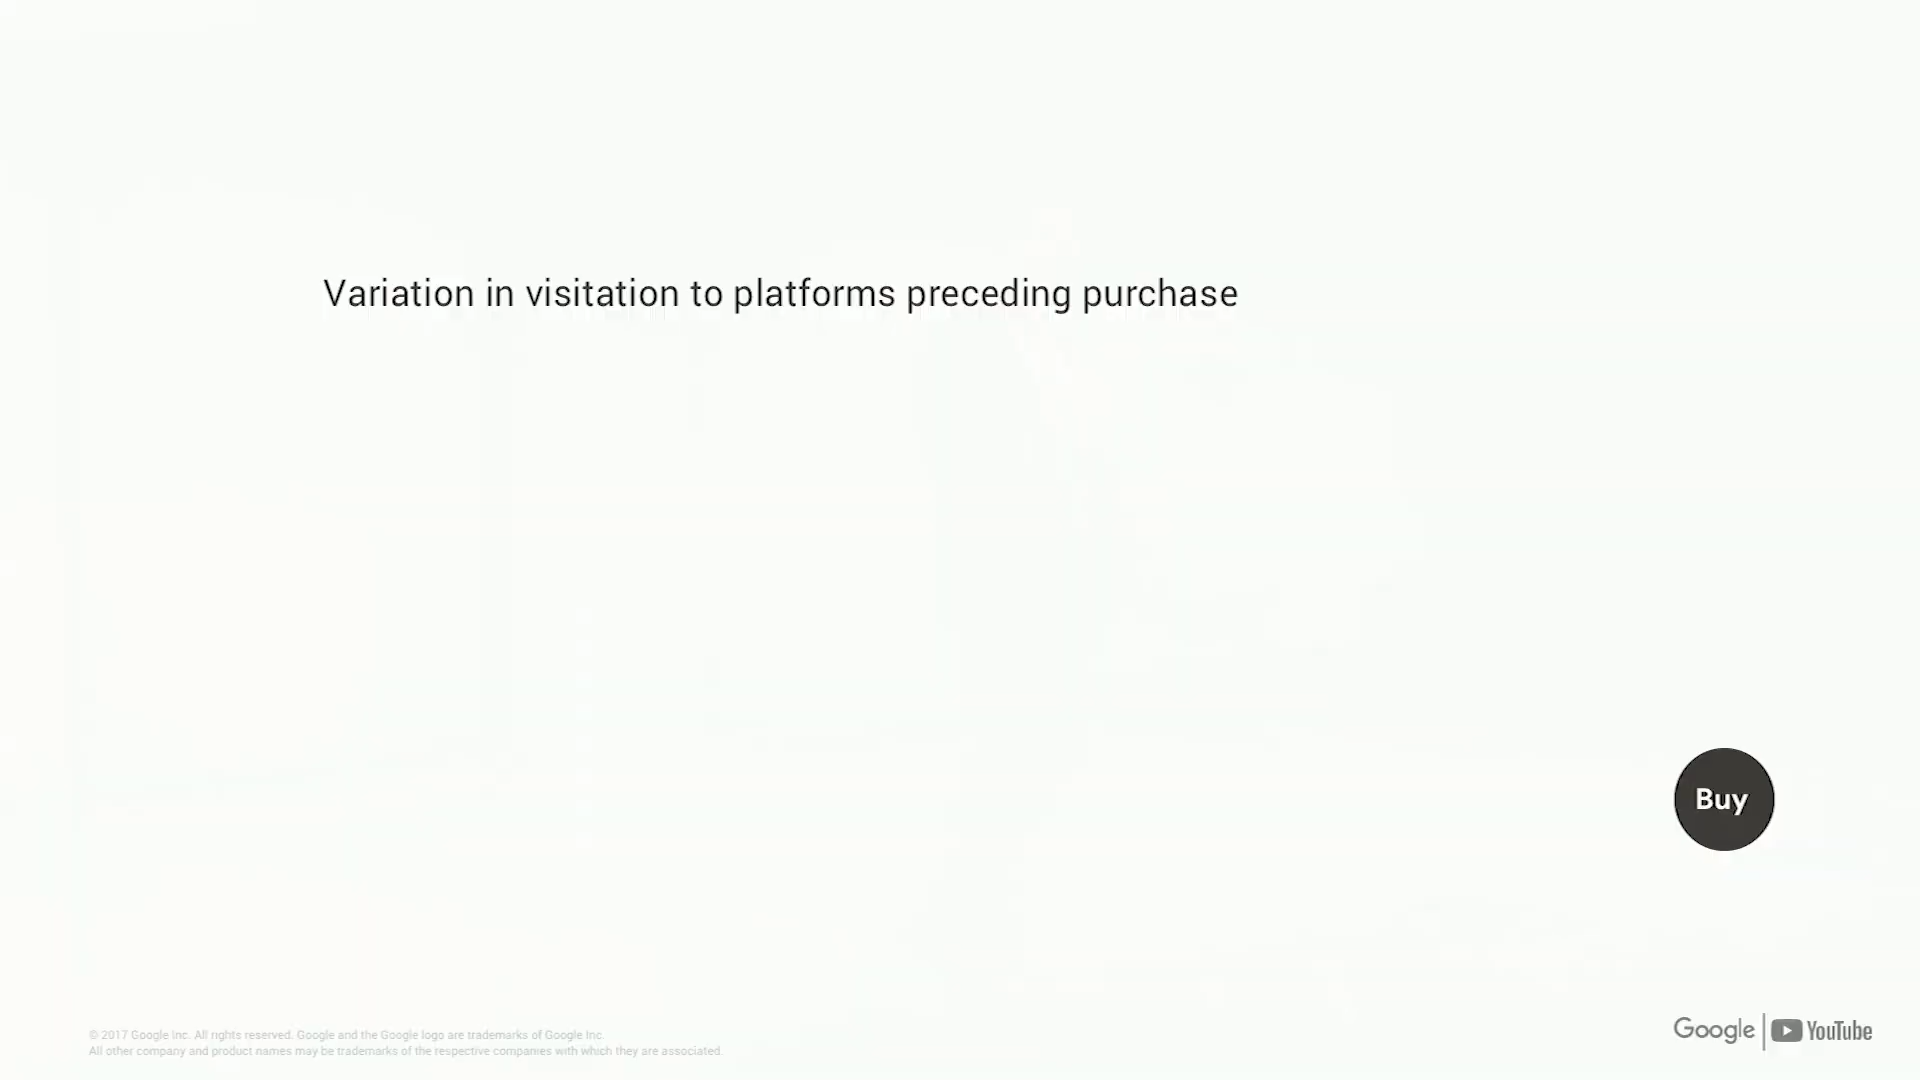 Variation in visitation to platforms preceding purchase
Buy
© 2017 Google Inc. All rights reserved. Google and the Google logo are trademarks of Google Inc.
All other company and product names may be trademarks of the respective companies with which they are associated.
Google | YouTube